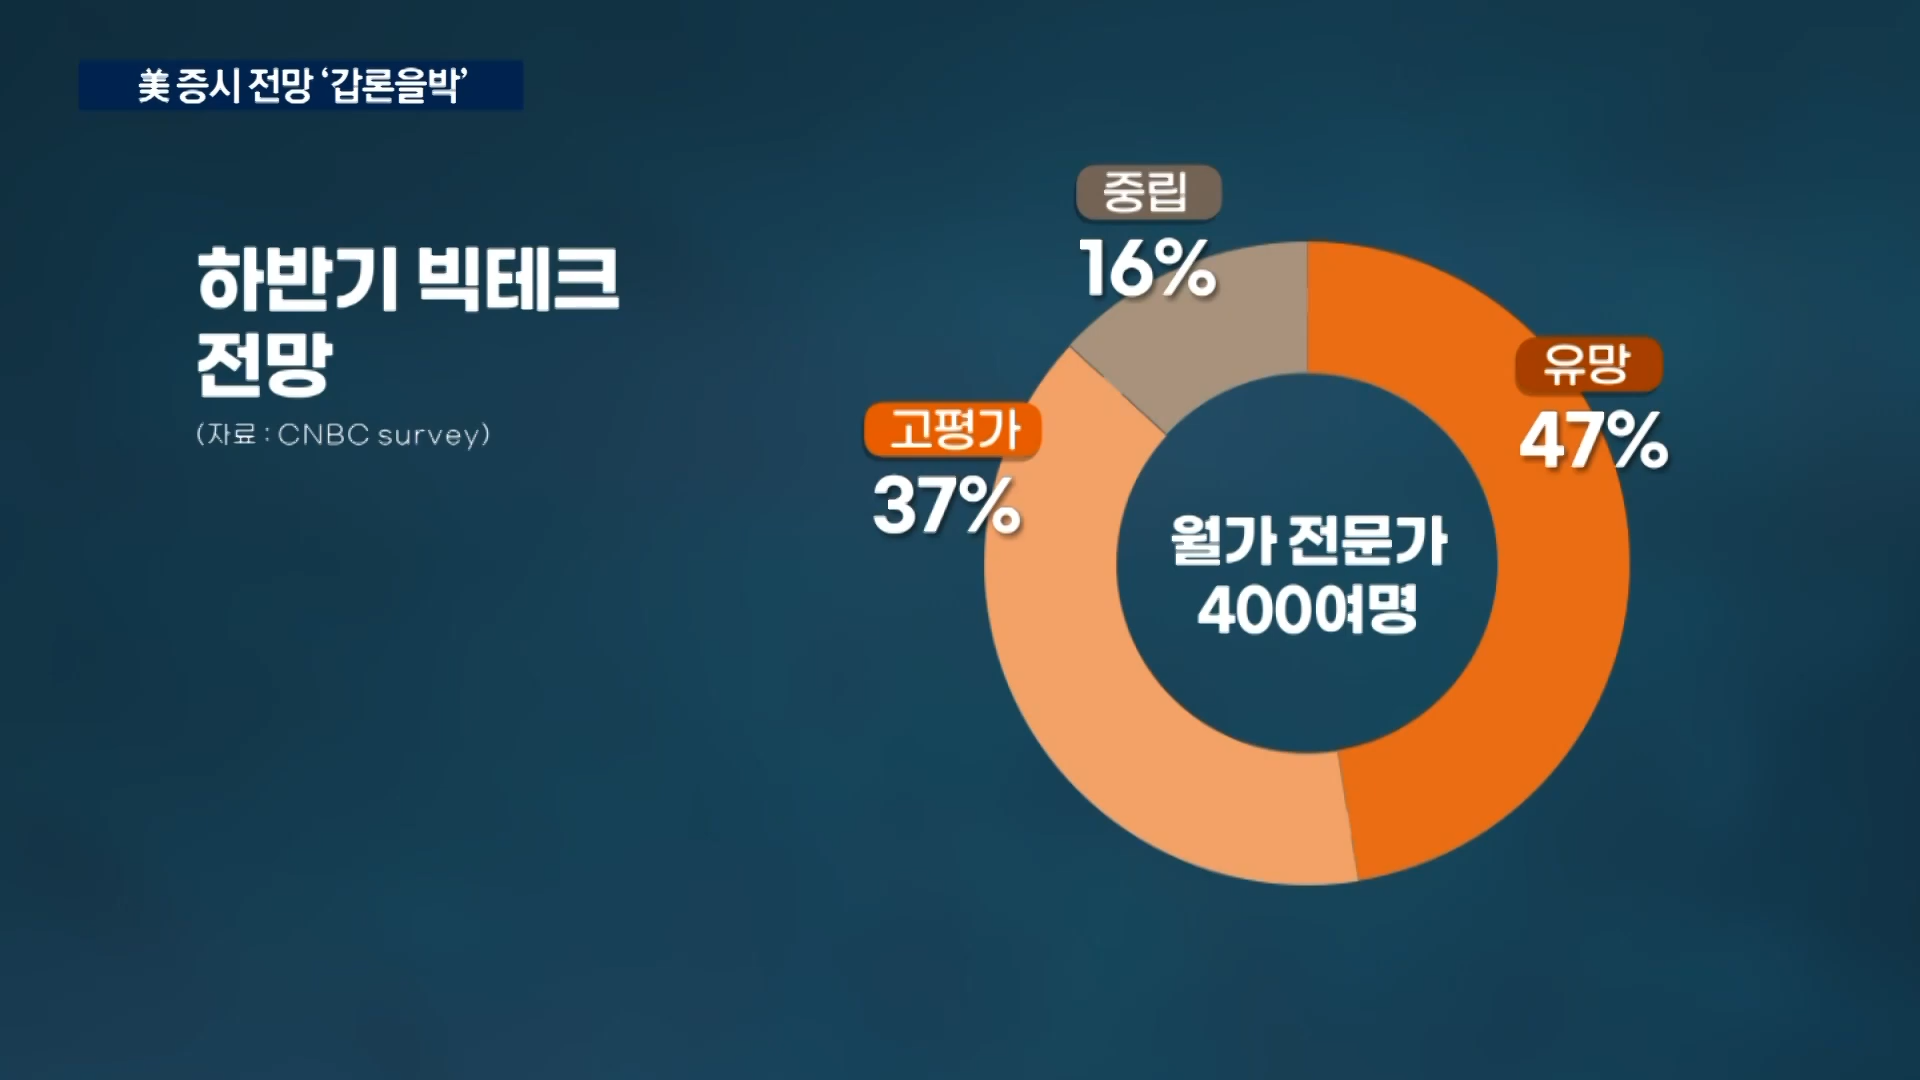 美 증시 전망 ‘갑론을박’
하반기 빅테크
전망
(자료 : CNBC survey)
중립
16%
유망
47%
고평가
37%
월가 전문가
400여명